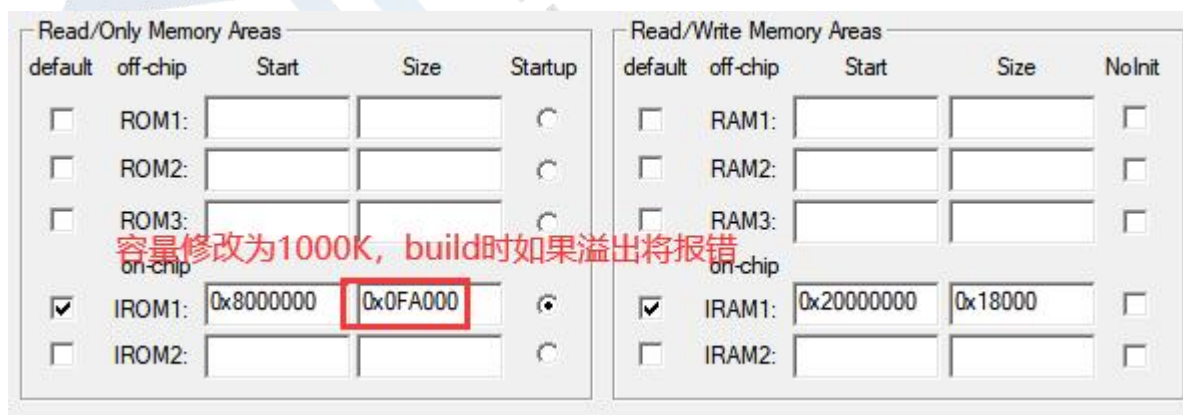 Read/Only Memory Areas
default off-chip Start Size Startup
ROM1:
ROM2:
ROM3:
on-chip
IROM1: 0x8000000 0x0FA000
IROM2:
Read/Write Memory Areas
default off-chip Start Size NoInit
RAM1:
RAM2:
RAM3:
on-chip
IRAM1: 0x20000000 0x18000
IRAM2:
容量修改为1000K，build时如果溢出将报错